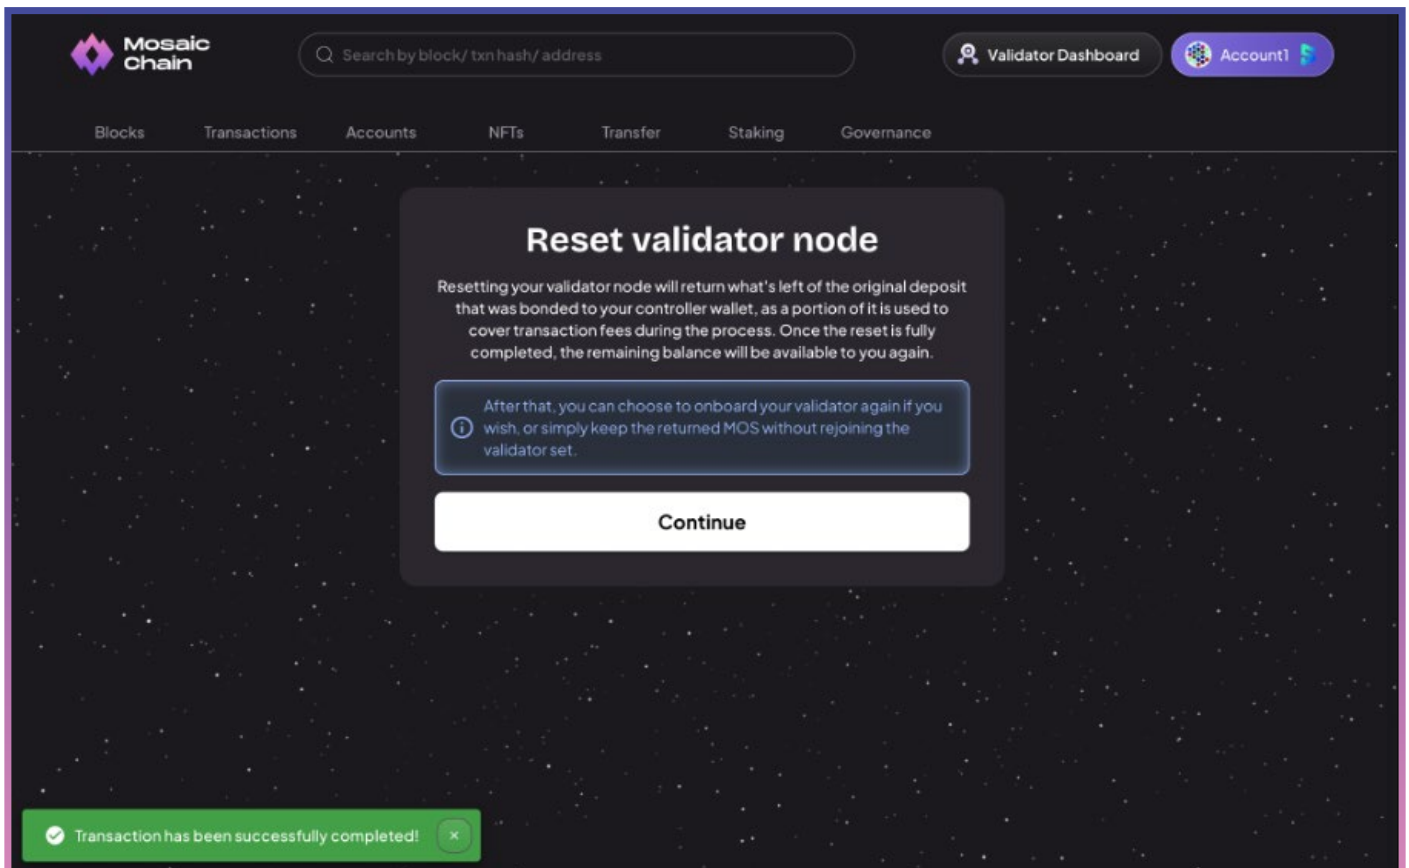 Mosaic
Chain
Search by block/ txn hash/ address
Validator Dashboard
Account1
Blocks
Transactions
Accounts
NFTs
Transfer
Staking
Governance
Reset validator node
Resetting your validator node will return what's left of the original deposit
that was bonded to your controller wallet, as a portion of it is used to
cover transaction fees during the process. Once the reset is fully
completed, the remaining balance will be available to you again.
After that, you can choose to onboard your validator again if you
wish, or simply keep the returned MOS without rejoining the
validator set.
Continue
Transaction has been successfully completed!